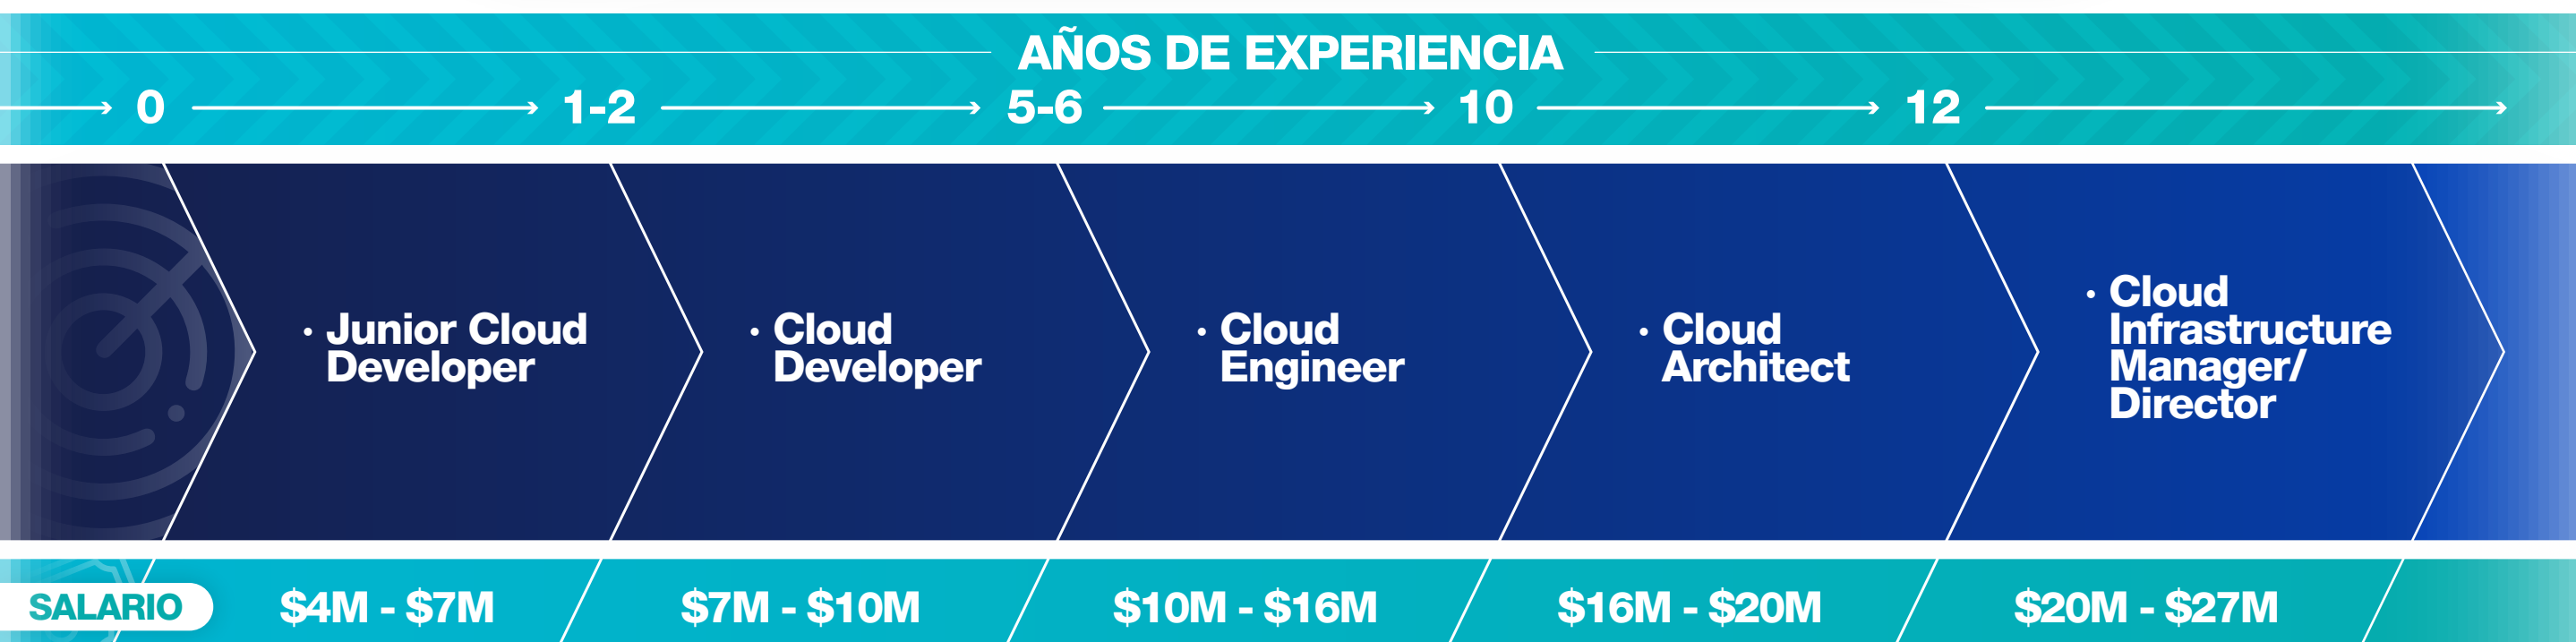 AÑOS DE EXPERIENCIA
0 1-2 5-6 10 12
• Junior Cloud
Developer
• Cloud
Developer
• Cloud
Engineer
• Cloud
Architect
• Cloud
Infrastructure
Manager/
Director
SALARIO $4M - $7M $7M - $10M $10M - $16M $16M - $20M $20M - $27M